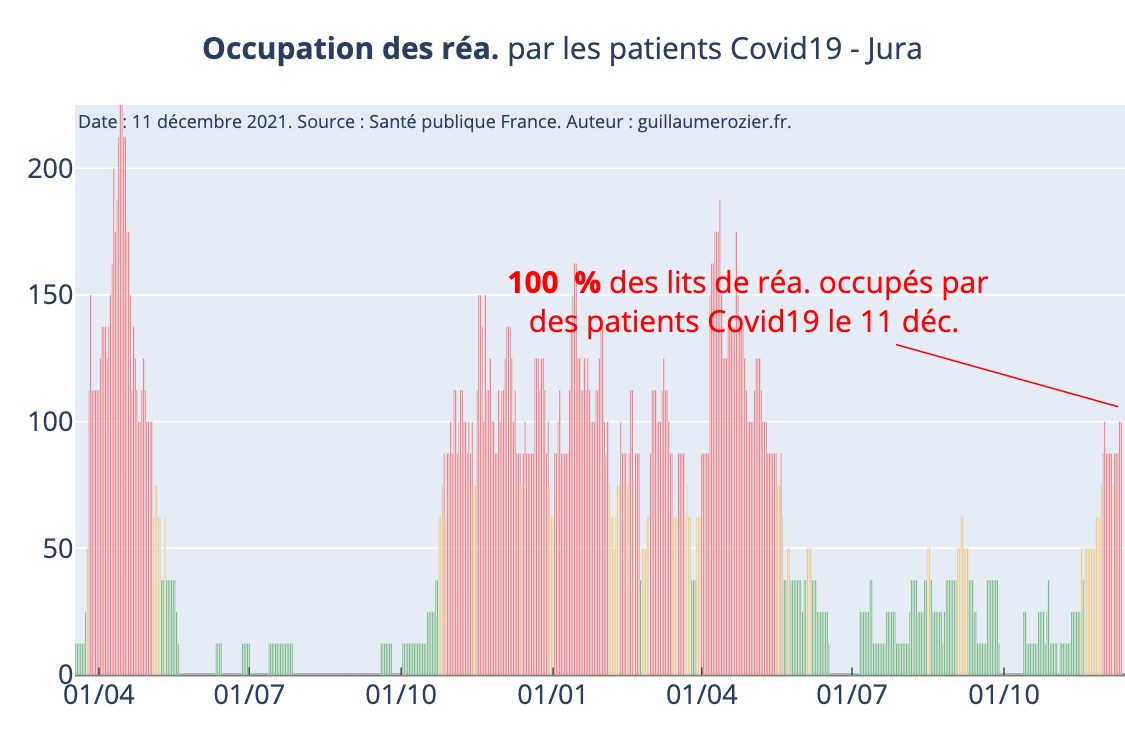 Occupation des réa. par les patients Covid19 - Jura
Date : 11 décembre 2021. Source : Santé publique France. Auteur : guillaumerozier.fr.
200
100  % des lits de réa. occupés par
150
des patients Covid19 le 11 déc.
100
50
0
01/04 01/07 01/10 01/01 01/04 01/07 01/10